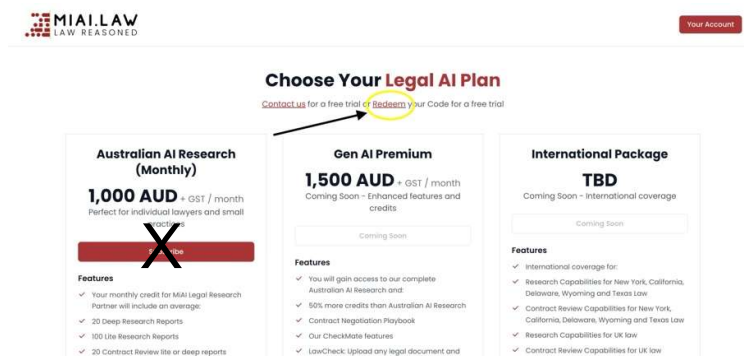 MIAI.LAW
LAW REASONED
Your Account
Choose Your Legal AI Plan
Contact us for a free trial or Redeem your Code for a free trial
Australian AI Research
(Monthly)
1,000 AUD + GST / month
Perfect for individual lawyers and small
practices
X
Features
Your monthly credit for MiAI Legal Research
Partner will include an average:
20 Deep Research Reports
100 Lite Research Reports
20 Contract Review lite or deep reports
Gen AI Premium
1,500 AUD + GST / month
Coming Soon - Enhanced features and
credits
Coming Soon
Features
You will gain access to our complete
Australian AI Research and:
50% more credits than Australian AI Research
Contract Negotiation Playbook
Our CheckMate features
LawCheck: Upload any legal document and
International Package
TBD
Coming Soon - International coverage
Coming Soon
Features
International coverage for:
Research Capabilities for New York, California,
Delaware, Wyoming and Texas Law
Contract Review Capabilities for New York,
California, Delaware, Wyoming and Texas Law
Research Capabilities for UK law
Contract Review Capabilities for UK law